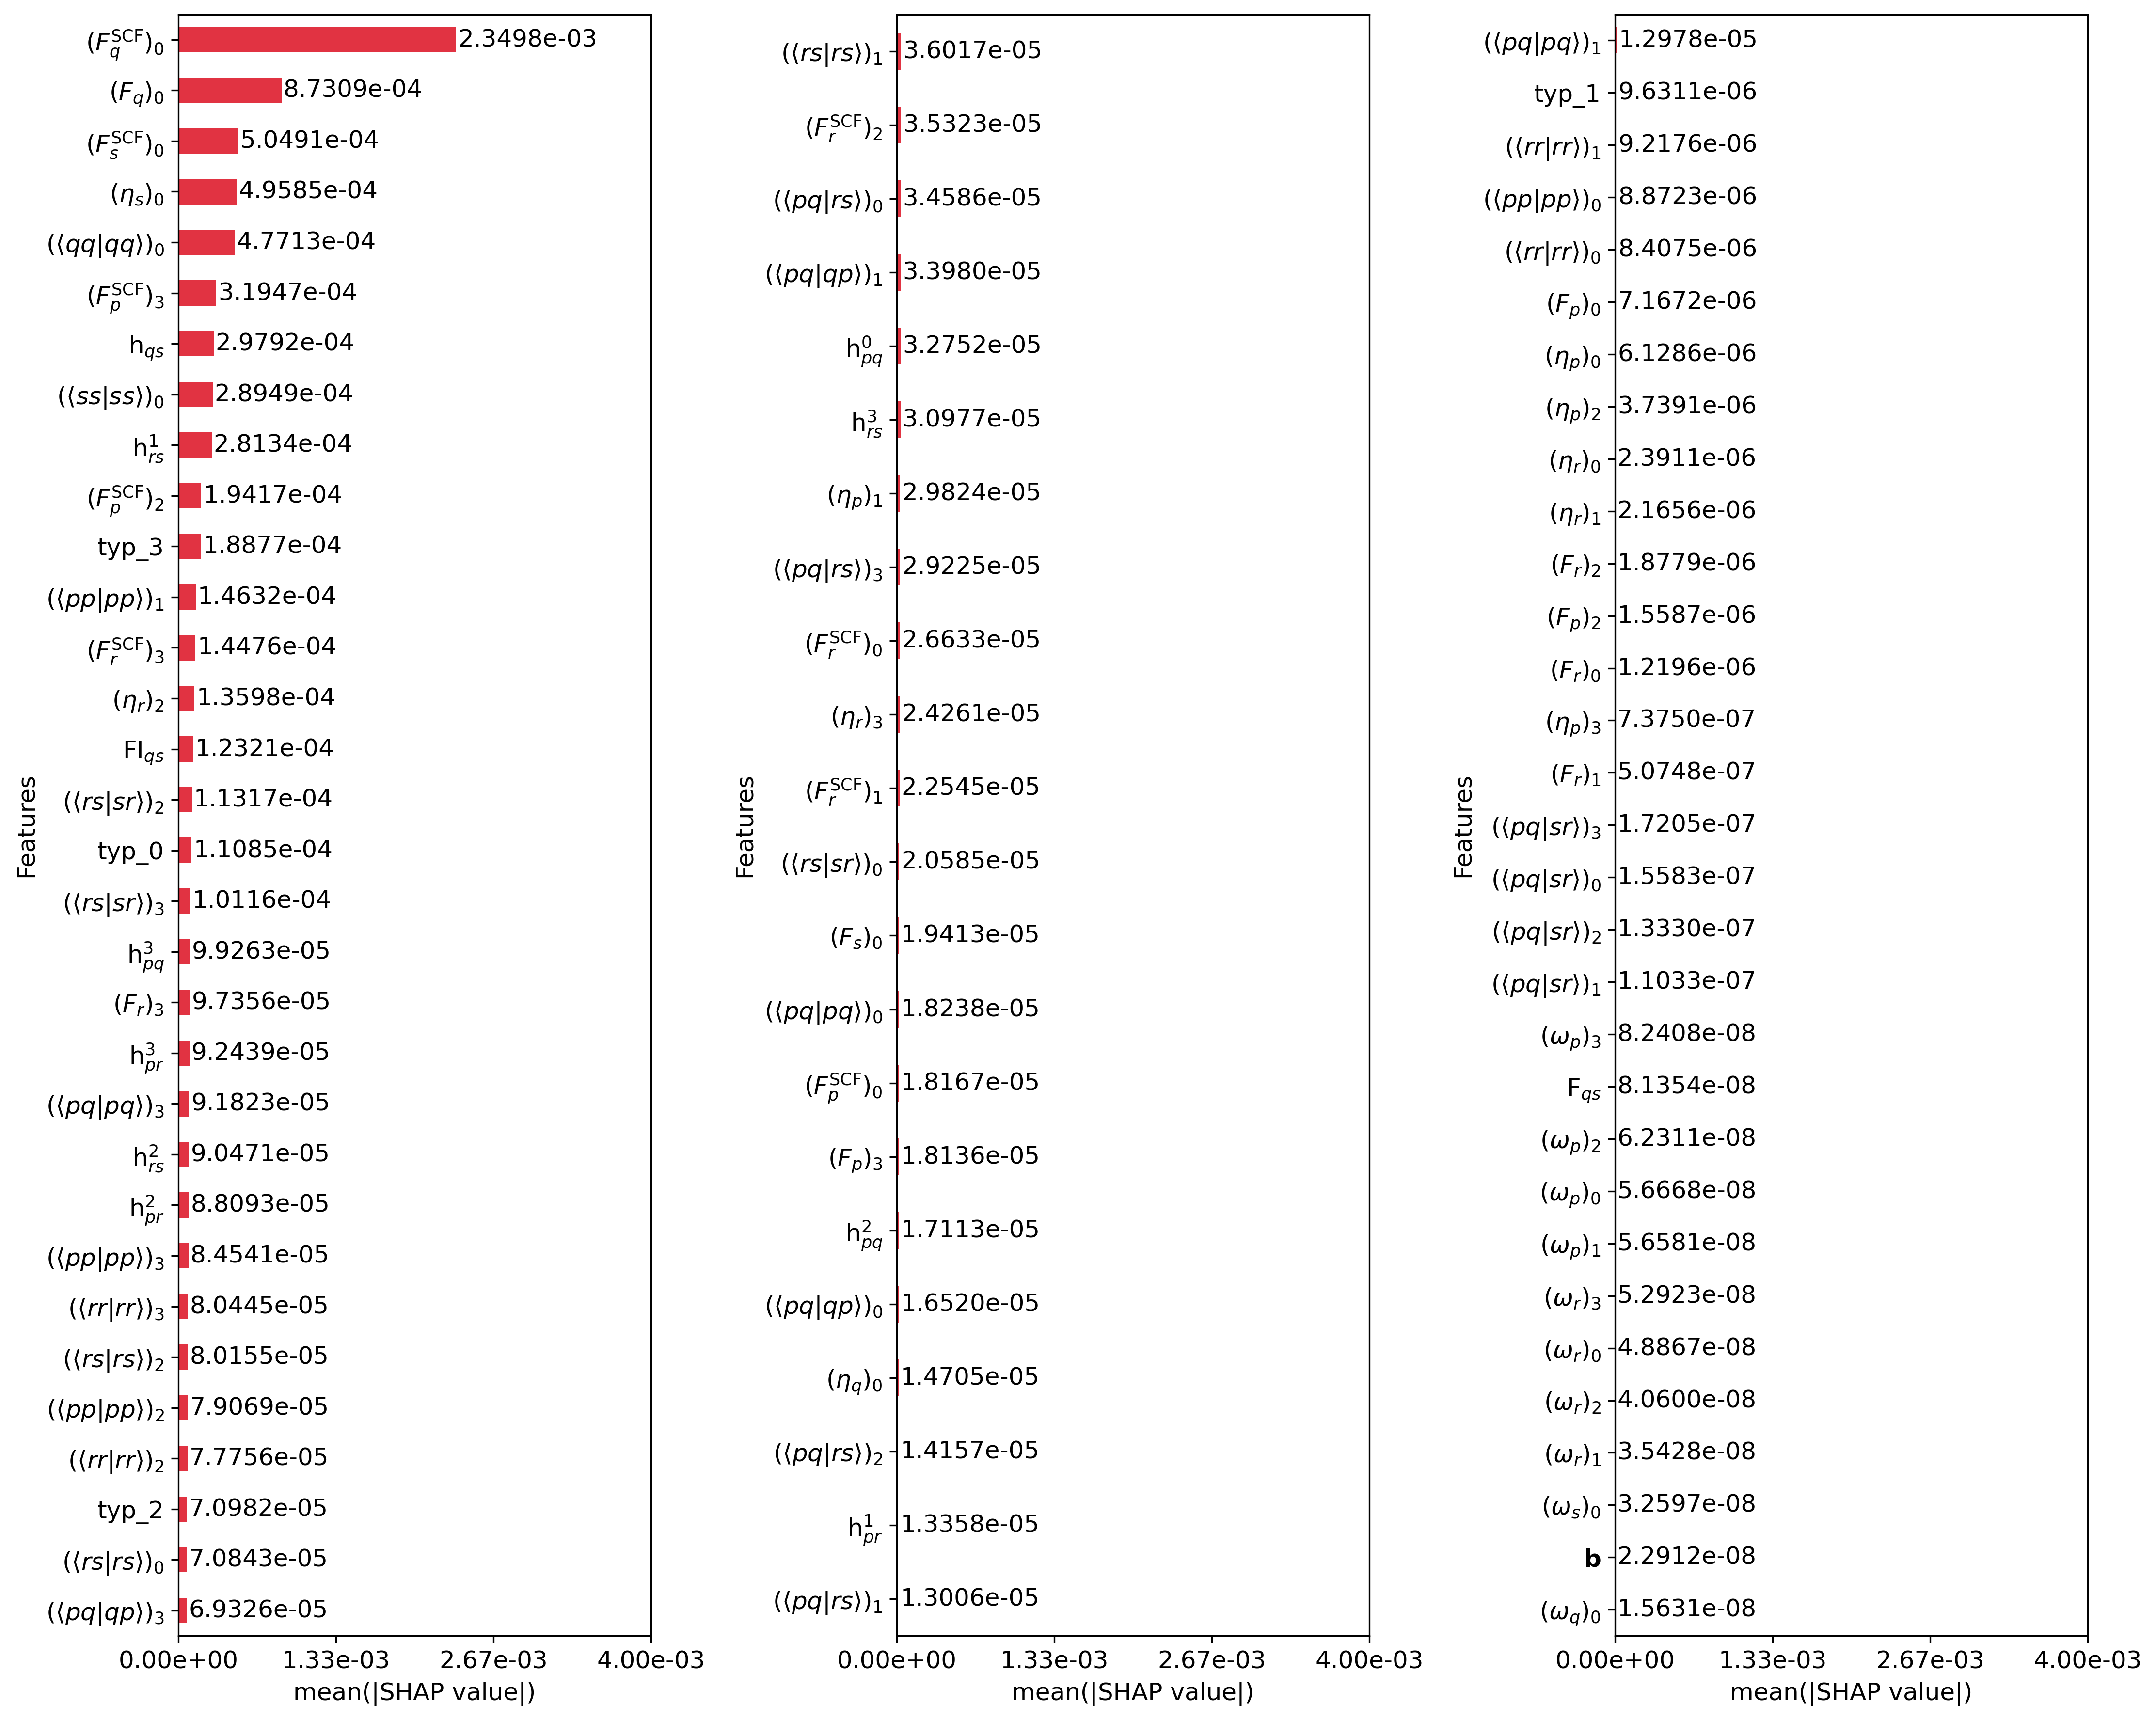 (F_q^SCF)_0 2.3498e-03
(F_q)_0 8.7309e-04
(F_s^SCF)_0 5.0491e-04
(η_s)_0 4.9585e-04
(⟨qq|qq⟩)_0 4.7713e-04
(F_p^SCF)_3 3.1947e-04
h_qs 2.9792e-04
(⟨ss|ss⟩)_0 2.8949e-04
h_rs^1 2.8134e-04
(F_p^SCF)_2 1.9417e-04
typ_3 1.8877e-04
(⟨pp|pp⟩)_1 1.4632e-04
(F_r^SCF)_3 1.4476e-04
(η_r)_2 1.3598e-04
FI_qs 1.2321e-04
(⟨rs|sr⟩)_2 1.1317e-04
typ_0 1.1085e-04
(⟨rs|sr⟩)_3 1.0116e-04
h_pq^3 9.9263e-05
(F_r)_3 9.7356e-05
h_pr^3 9.2439e-05
(⟨pq|pq⟩)_3 9.1823e-05
h_rs^2 9.0471e-05
h_pr^2 8.8093e-05
(⟨pp|pp⟩)_3 8.4541e-05
(⟨rr|rr⟩)_3 8.0445e-05
(⟨rs|rs⟩)_2 8.0155e-05
(⟨pp|pp⟩)_2 7.9069e-05
(⟨rr|rr⟩)_2 7.7756e-05
typ_2 7.0982e-05
(⟨rs|rs⟩)_0 7.0843e-05
(⟨pq|qp⟩)_3 6.9326e-05
Features
0.00e+00 1.33e-03 2.67e-03 4.00e-03
mean(|SHAP value|)
(⟨rs|rs⟩)_1 3.6017e-05
(F_r^SCF)_2 3.5323e-05
(⟨pq|rs⟩)_0 3.4586e-05
(⟨pq|qp⟩)_1 3.3980e-05
h_pq^0 3.2752e-05
h_rs^3 3.0977e-05
(η_p)_1 2.9824e-05
(⟨pq|rs⟩)_3 2.9225e-05
(F_r^SCF)_0 2.6633e-05
(η_r)_3 2.4261e-05
(F_r^SCF)_1 2.2545e-05
(⟨rs|sr⟩)_0 2.0585e-05
(F_s)_0 1.9413e-05
(⟨pq|pq⟩)_0 1.8238e-05
(F_p^SCF)_0 1.8167e-05
(F_p)_3 1.8136e-05
h_pq^2 1.7113e-05
(⟨pq|qp⟩)_0 1.6520e-05
(η_q)_0 1.4705e-05
(⟨pq|rs⟩)_2 1.4157e-05
h_pr^1 1.3358e-05
(⟨pq|rs⟩)_1 1.3006e-05
Features
0.00e+00 1.33e-03 2.67e-03 4.00e-03
mean(|SHAP value|)
(⟨pq|pq⟩)_1 1.2978e-05
typ_1 9.6311e-06
(⟨rr|rr⟩)_1 9.2176e-06
(⟨pp|pp⟩)_0 8.8723e-06
(⟨rr|rr⟩)_0 8.4075e-06
(F_p)_0 7.1672e-06
(η_p)_0 6.1286e-06
(η_p)_2 3.7391e-06
(η_r)_0 2.3911e-06
(η_r)_1 2.1656e-06
(F_r)_2 1.8779e-06
(F_p)_2 1.5587e-06
(F_r)_0 1.2196e-06
(η_p)_3 7.3750e-07
(F_r)_1 5.0748e-07
(⟨pq|sr⟩)_3 1.7205e-07
(⟨pq|sr⟩)_0 1.5583e-07
(⟨pq|sr⟩)_2 1.3330e-07
(⟨pq|sr⟩)_1 1.1033e-07
(ω_p)_3 8.2408e-08
F_qs 8.1354e-08
(ω_p)_2 6.2311e-08
(ω_p)_0 5.6668e-08
(ω_p)_1 5.6581e-08
(ω_r)_3 5.2923e-08
(ω_r)_0 4.8867e-08
(ω_r)_2 4.0600e-08
(ω_r)_1 3.5428e-08
(ω_s)_0 3.2597e-08
b 2.2912e-08
(ω_q)_0 1.5631e-08
Features
0.00e+00 1.33e-03 2.67e-03 4.00e-03
mean(|SHAP value|)